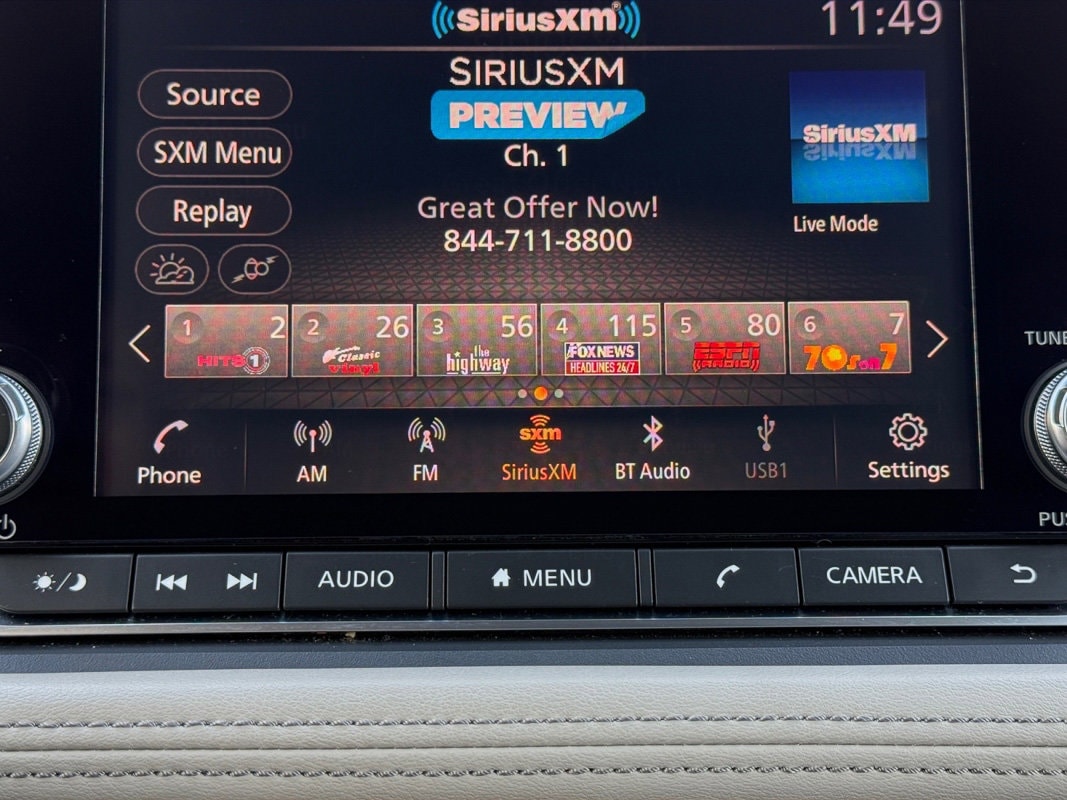 SiriusXM®
11:49
Source
SXM Menu
Replay
SIRIUSXM
PREVIEW
Ch. 1
Great Offer Now!
844-711-8800
SiriusXM
SiriusXM
Live Mode
1 2 HITS 1
2 26 Classic Vinyl
3 56 the highway
4 115 FOX NEWS HEADLINES 24/7
5 80 ESPN RADIO
6 7 70s on 7
Phone
AM
FM
sxm
SiriusXM
BT Audio
USB1
Settings
TUNE
PUS
AUDIO
MENU
CAMERA